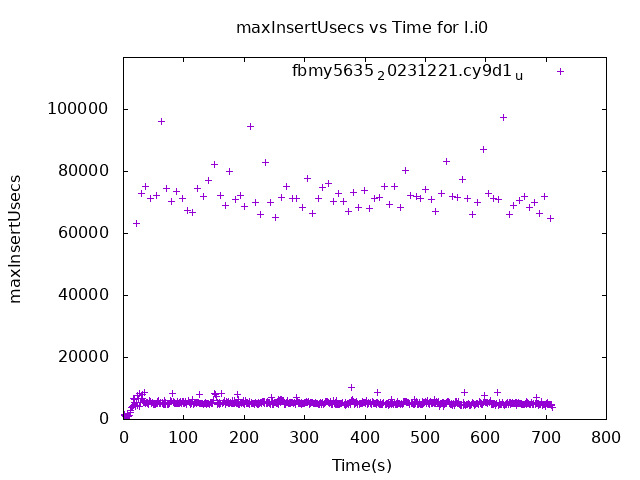 maxInsertUsecs vs Time for l.i0
fbmy5635_20231221.cy9d1_u
maxInsertUsecs
100000
80000
60000
40000
20000
0
0 100 200 300 400 500 600 700 800
Time(s)